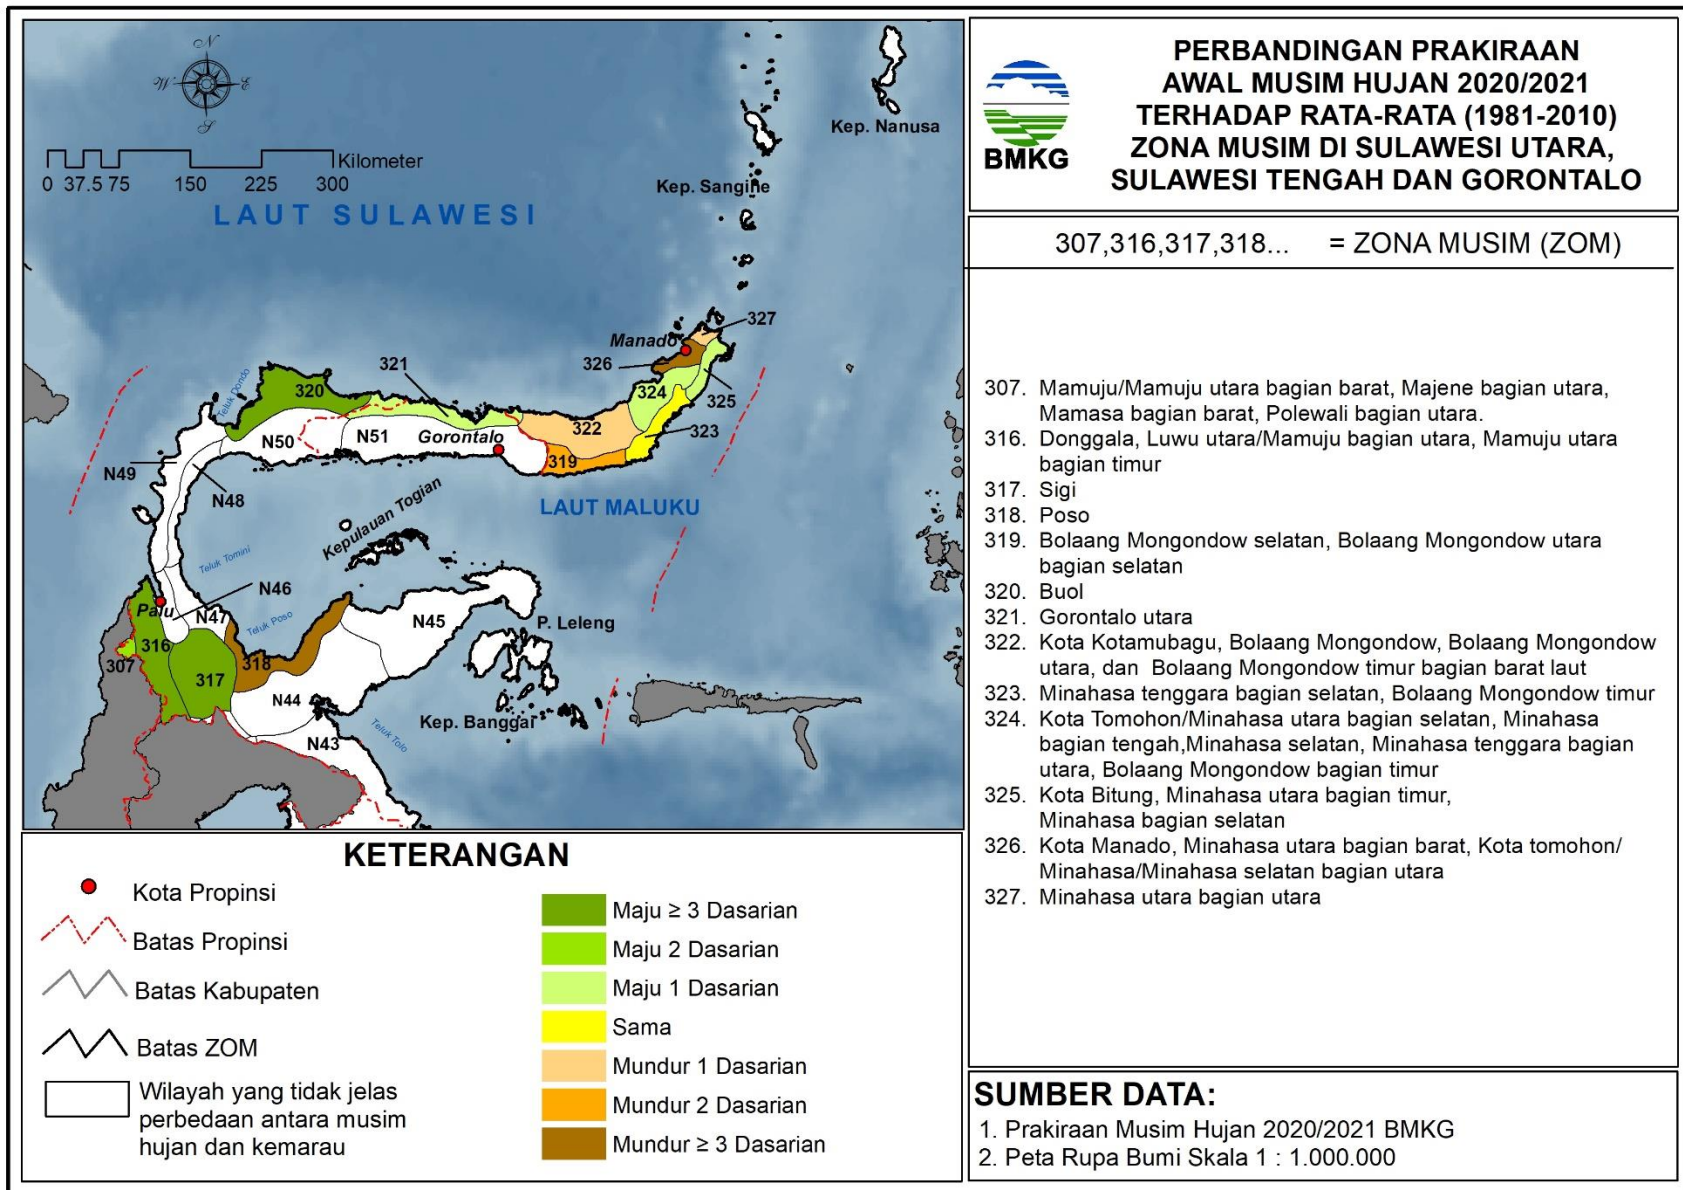 N
W
E
S
Kilometer
0 37.5 75 150 225 300
LAUT SULAWESI
Kep. Nanusa
Kep. Sangihe
327
Manado
326
321
320
324
325
Teluk Dondo
322
323
N50
N51
Gorontalo
319
N49
N48
LAUT MALUKU
Kepulauan Togian
Teluk Tomini
N46
Palu
N47
Teluk Poso
N45
P. Leleng
316
318
307
317
N44
Kep. Banggai
N43
Teluk Tolo
BMKG
PERBANDINGAN PRAKIRAAN
AWAL MUSIM HUJAN 2020/2021
TERHADAP RATA-RATA (1981-2010)
ZONA MUSIM DI SULAWESI UTARA,
SULAWESI TENGAH DAN GORONTALO
307,316,317,318... = ZONA MUSIM (ZOM)
307. Mamuju/Mamuju utara bagian barat, Majene bagian utara,
Mamasa bagian barat, Polewali bagian utara.
316. Donggala, Luwu utara/Mamuju bagian utara, Mamuju utara
bagian timur
317. Sigi
318. Poso
319. Bolaang Mongondow selatan, Bolaang Mongondow utara
bagian selatan
320. Buol
321. Gorontalo utara
322. Kota Kotamubagu, Bolaang Mongondow, Bolaang Mongondow
utara, dan Bolaang Mongondow timur bagian barat laut
323. Minahasa tenggara bagian selatan, Bolaang Mongondow timur
324. Kota Tomohon/Minahasa utara bagian selatan, Minahasa
bagian tengah,Minahasa selatan, Minahasa tenggara bagian
utara, Bolaang Mongondow bagian timur
325. Kota Bitung, Minahasa utara bagian timur,
Minahasa bagian selatan
326. Kota Manado, Minahasa utara bagian barat, Kota tomohon/
Minahasa/Minahasa selatan bagian utara
327. Minahasa utara bagian utara
KETERANGAN
Kota Propinsi
Batas Propinsi
Batas Kabupaten
Batas ZOM
Wilayah yang tidak jelas
perbedaan antara musim
hujan dan kemarau
Maju ≥ 3 Dasarian
Maju 2 Dasarian
Maju 1 Dasarian
Sama
Mundur 1 Dasarian
Mundur 2 Dasarian
Mundur ≥ 3 Dasarian
SUMBER DATA:
1. Prakiraan Musim Hujan 2020/2021 BMKG
2. Peta Rupa Bumi Skala 1 : 1.000.000